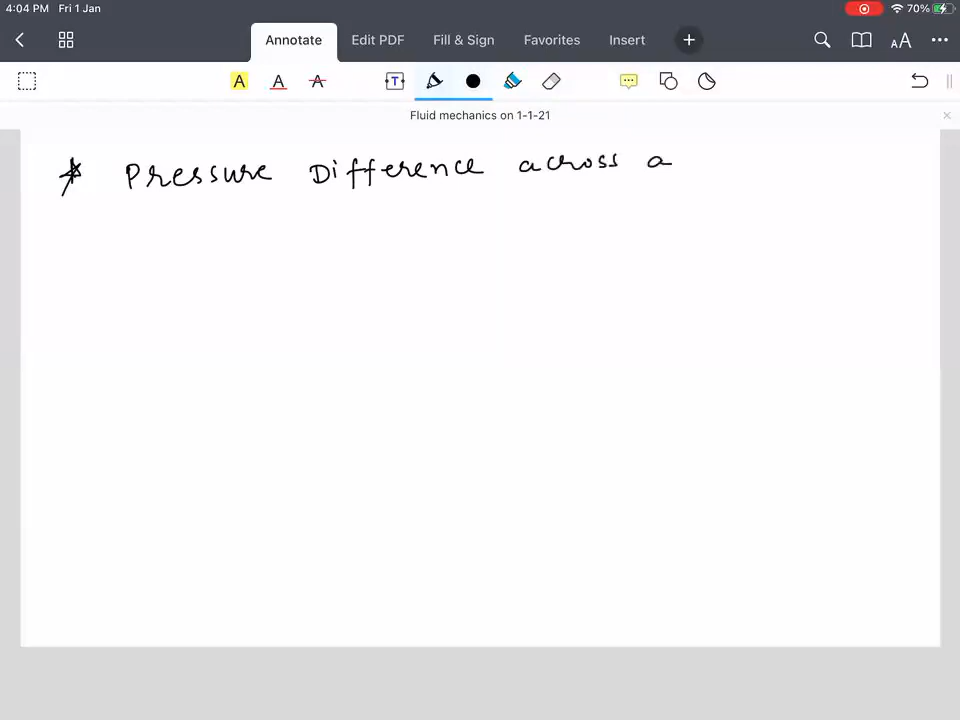 4:04 PM Fri 1 Jan 70%
Annotate Edit PDF Fill & Sign Favorites Insert +
A A A T
Fluid mechanics on 1-1-21
* Pressure Difference across a